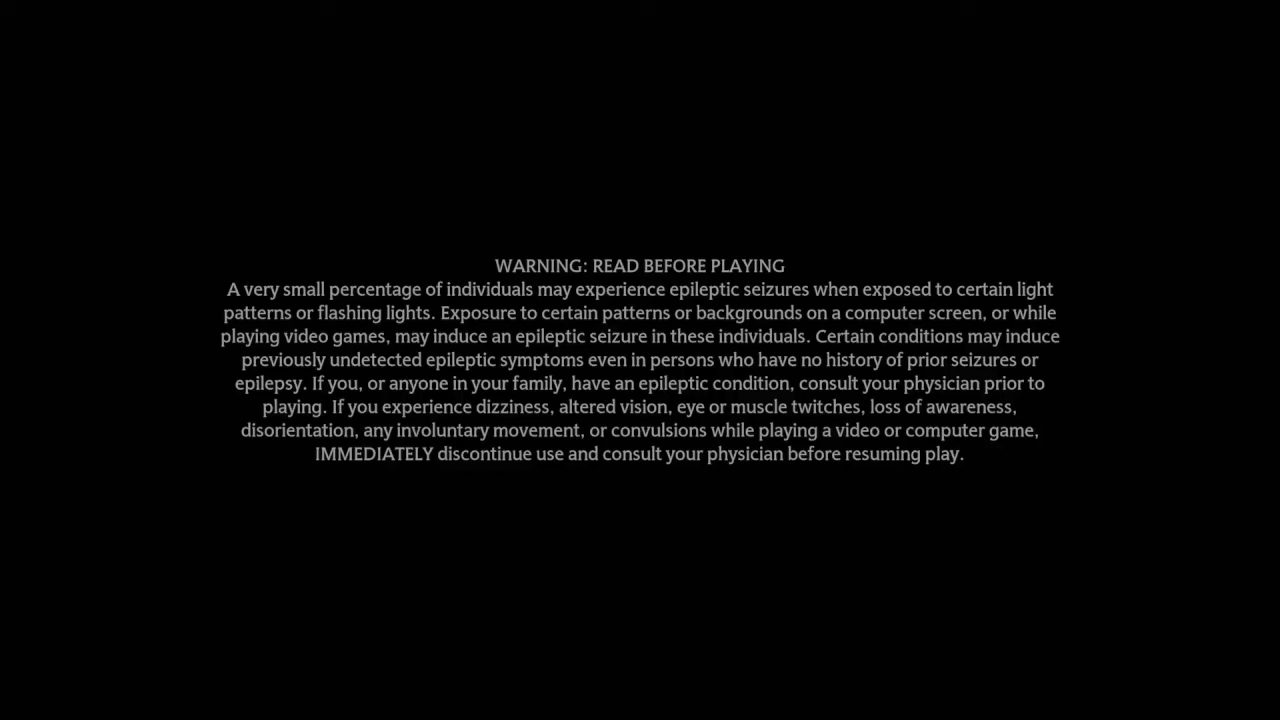 WARNING: READ BEFORE PLAYING
A very small percentage of individuals may experience epileptic seizures when exposed to certain light
patterns or flashing lights. Exposure to certain patterns or backgrounds on a computer screen, or while
playing video games, may induce an epileptic seizure in these individuals. Certain conditions may induce
previously undetected epileptic symptoms even in persons who have no history of prior seizures or
epilepsy. If you, or anyone in your family, have an epileptic condition, consult your physician prior to
playing. If you experience dizziness, altered vision, eye or muscle twitches, loss of awareness,
disorientation, any involuntary movement, or convulsions while playing a video or computer game,
IMMEDIATELY discontinue use and consult your physician before resuming play.